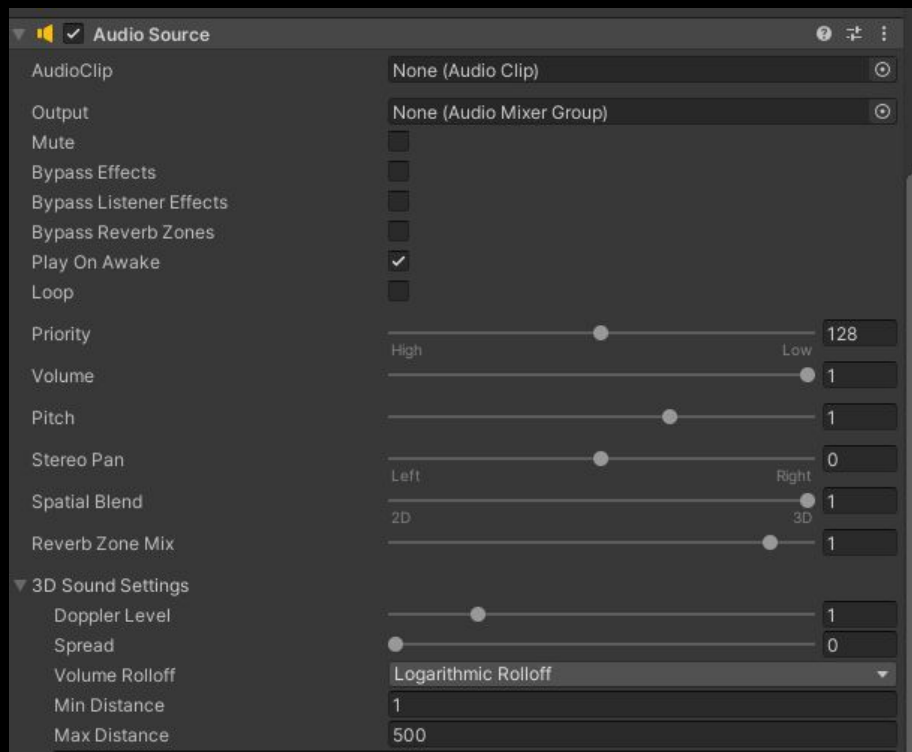 Audio Source
AudioClip None (Audio Clip)
Output None (Audio Mixer Group)
Mute
Bypass Effects
Bypass Listener Effects
Bypass Reverb Zones
Play On Awake
Loop
Priority 128
High Low
Volume 1
Pitch 1
Stereo Pan 0
Left Right
Spatial Blend 1
2D 3D
Reverb Zone Mix 1
3D Sound Settings
Doppler Level 1
Spread 0
Volume Rolloff Logarithmic Rolloff
Min Distance 1
Max Distance 500